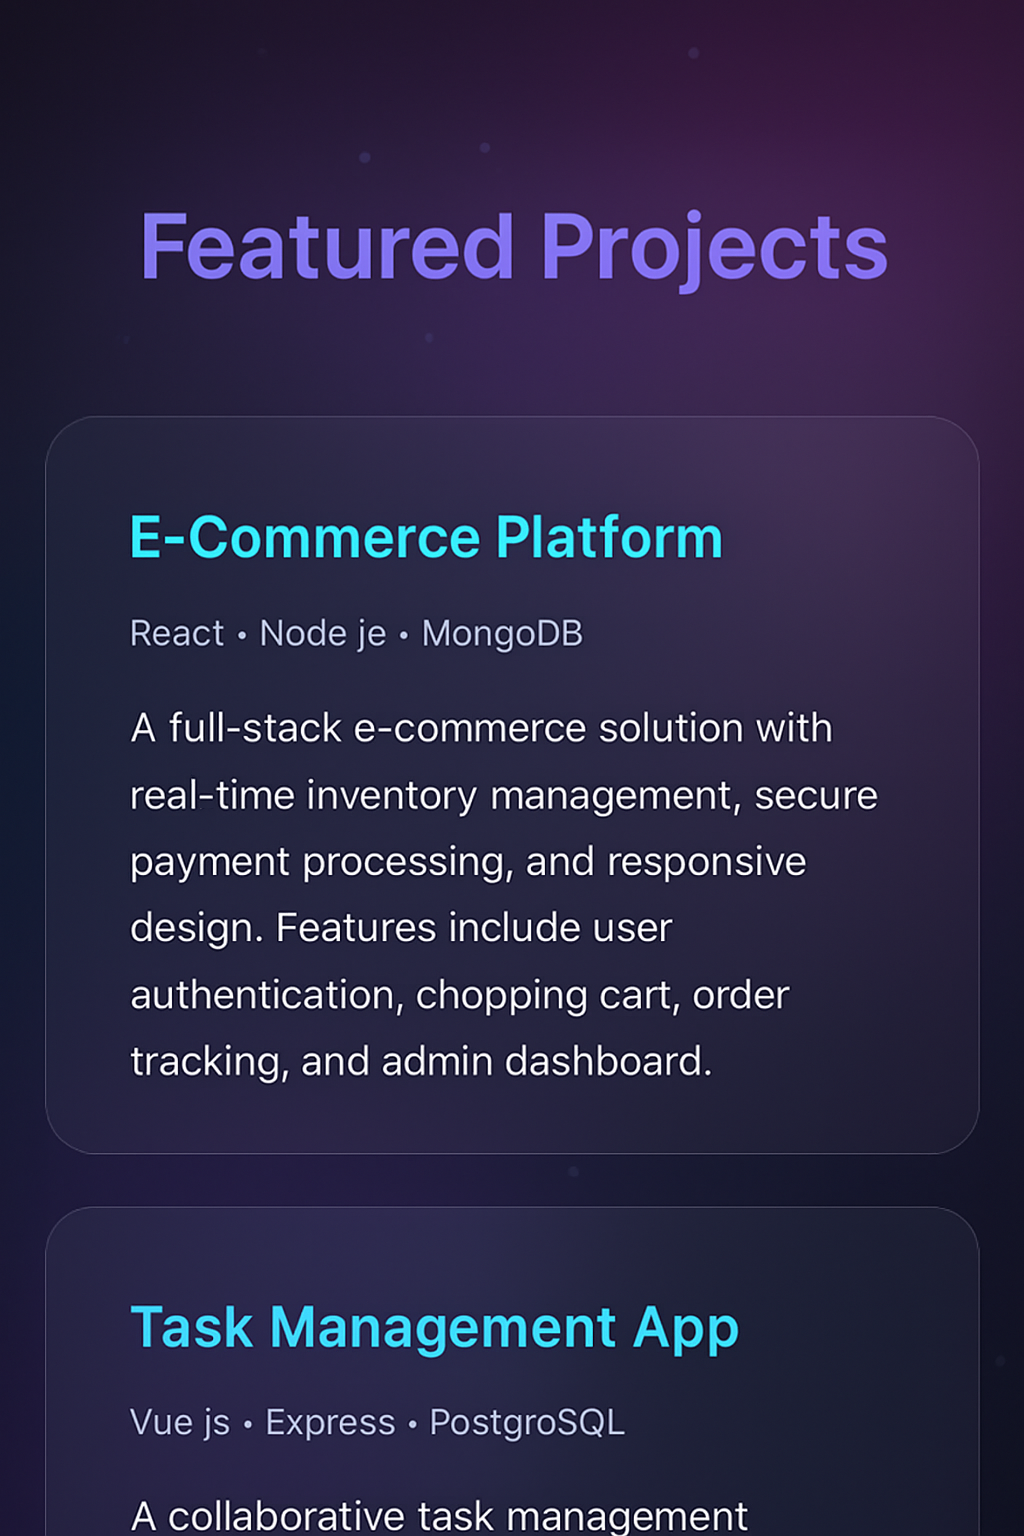 Featured Projects
E-Commerce Platform
React • Node je • MongoDB
A full-stack e-commerce solution with
real-time inventory management, secure
payment processing, and responsive
design. Features include user
authentication, chopping cart, order
tracking, and admin dashboard.
Task Management App
Vue js • Express • PostgroSQL
A collaborative task management